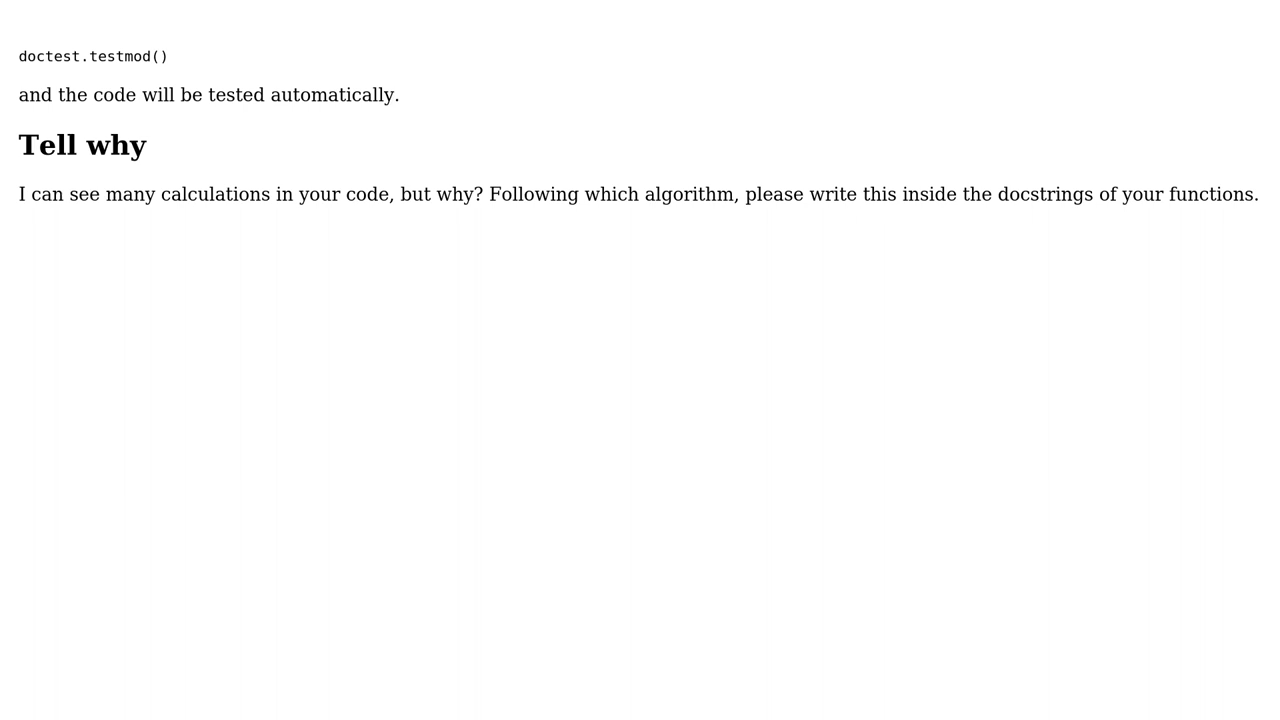 doctest.testmod()
and the code will be tested automatically.
Tell why
I can see many calculations in your code, but why? Following which algorithm, please write this inside the docstrings of your functions.